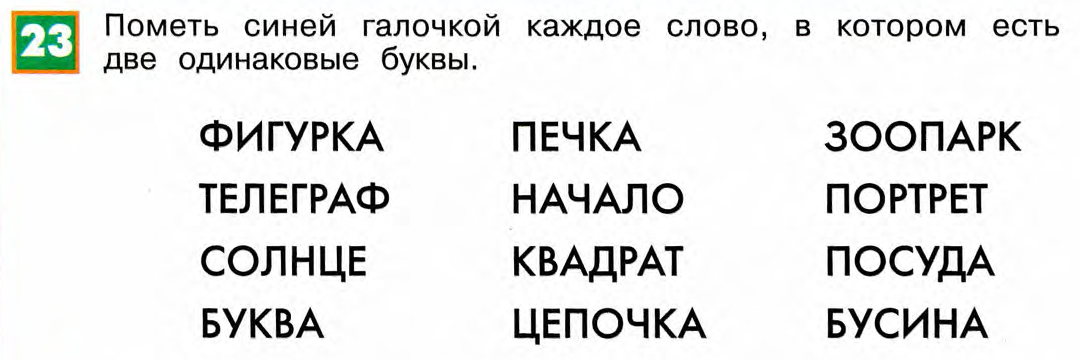 23 Пометь синей галочкой каждое слово, в котором есть
две одинаковые буквы.
ФИГУРКА ПЕЧКА ЗООПАРК
ТЕЛЕГРАФ НАЧАЛО ПОРТРЕТ
СОЛНЦЕ КВАДРАТ ПОСУДА
БУКВА ЦЕПОЧКА БУСИНА